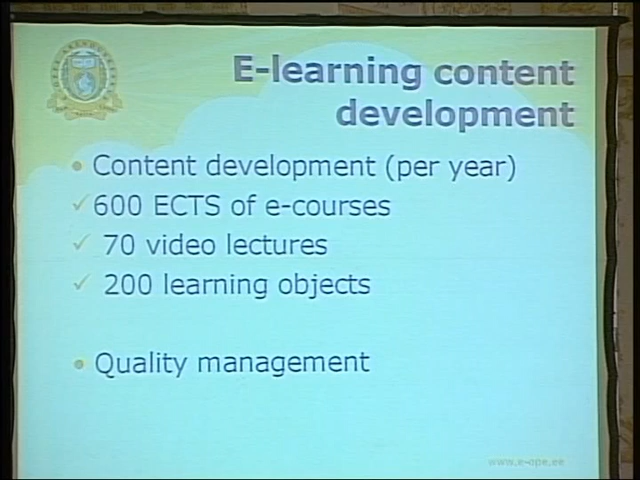 E-learning content
development
Content development (per year)
600 ECTS of e-courses
70 video lectures
200 learning objects
Quality management
www.e-ope.ee